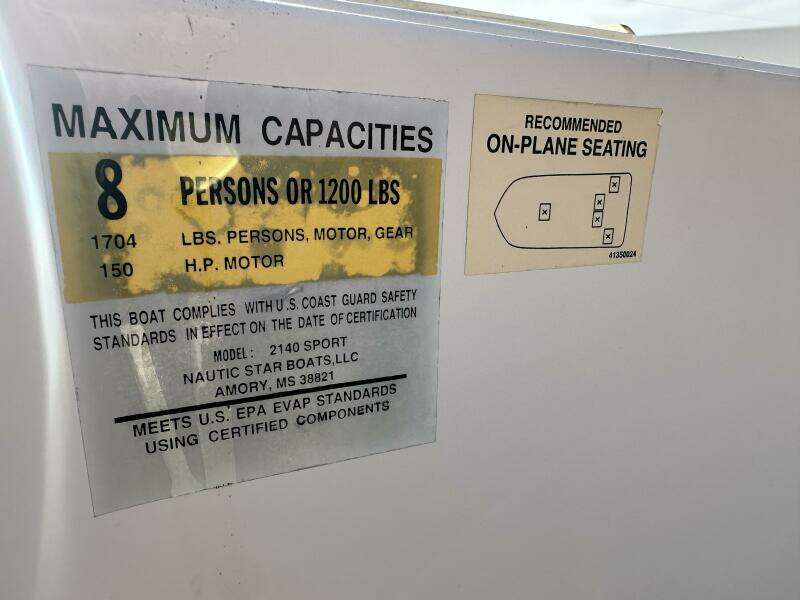 MAXIMUM CAPACITIES
8 PERSONS OR 1200 LBS
1704 LBS. PERSONS, MOTOR, GEAR
150 H.P. MOTOR
THIS BOAT COMPLIES WITH U.S. COAST GUARD SAFETY
STANDARDS IN EFFECT ON THE DATE OF CERTIFICATION
MODEL: 2140 SPORT
NAUTIC STAR BOATS,LLC
AMORY, MS 38821
MEETS U.S. EPA EVAP STANDARDS
USING CERTIFIED COMPONENTS
RECOMMENDED
ON-PLANE SEATING
41350024